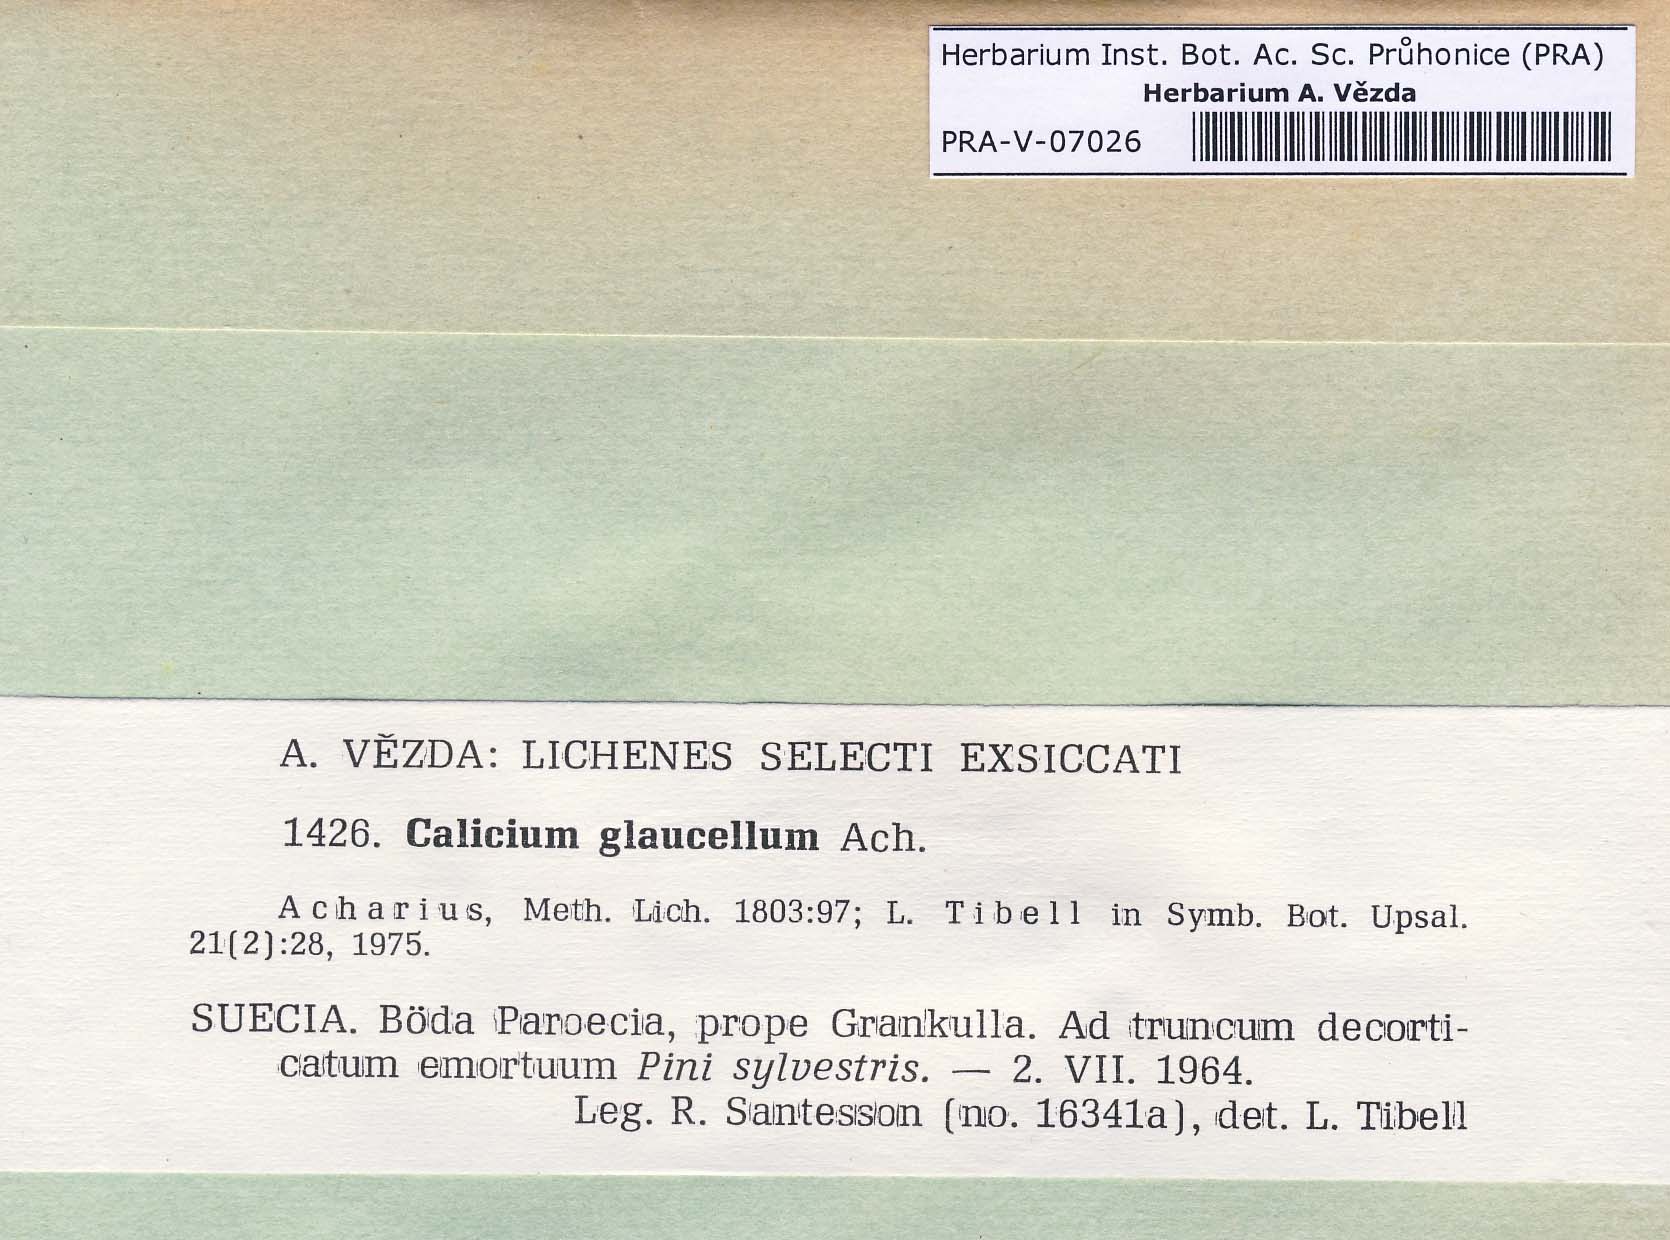 Herbarium Inst. Bot. Ac. Sc. Průhonice (PRA)
Herbarium A. Vězda
PRA-V-07026
A. VĚZDA: LICHENES SELECTI EXSICCATI
1426. Calicium glaucellum Ach.
Acharius, Meth. Lich. 1803:97; L. Tibell in Symb. Bot. Upsal.
21(2):28, 1975.
SUECIA. Böda Paroecia, prope Grankulla. Ad truncum decorti-
catum emortuum Pini sylvestris. — 2. VII. 1964.
Leg. R. Santesson (no. 16341a), det. L. Tibell